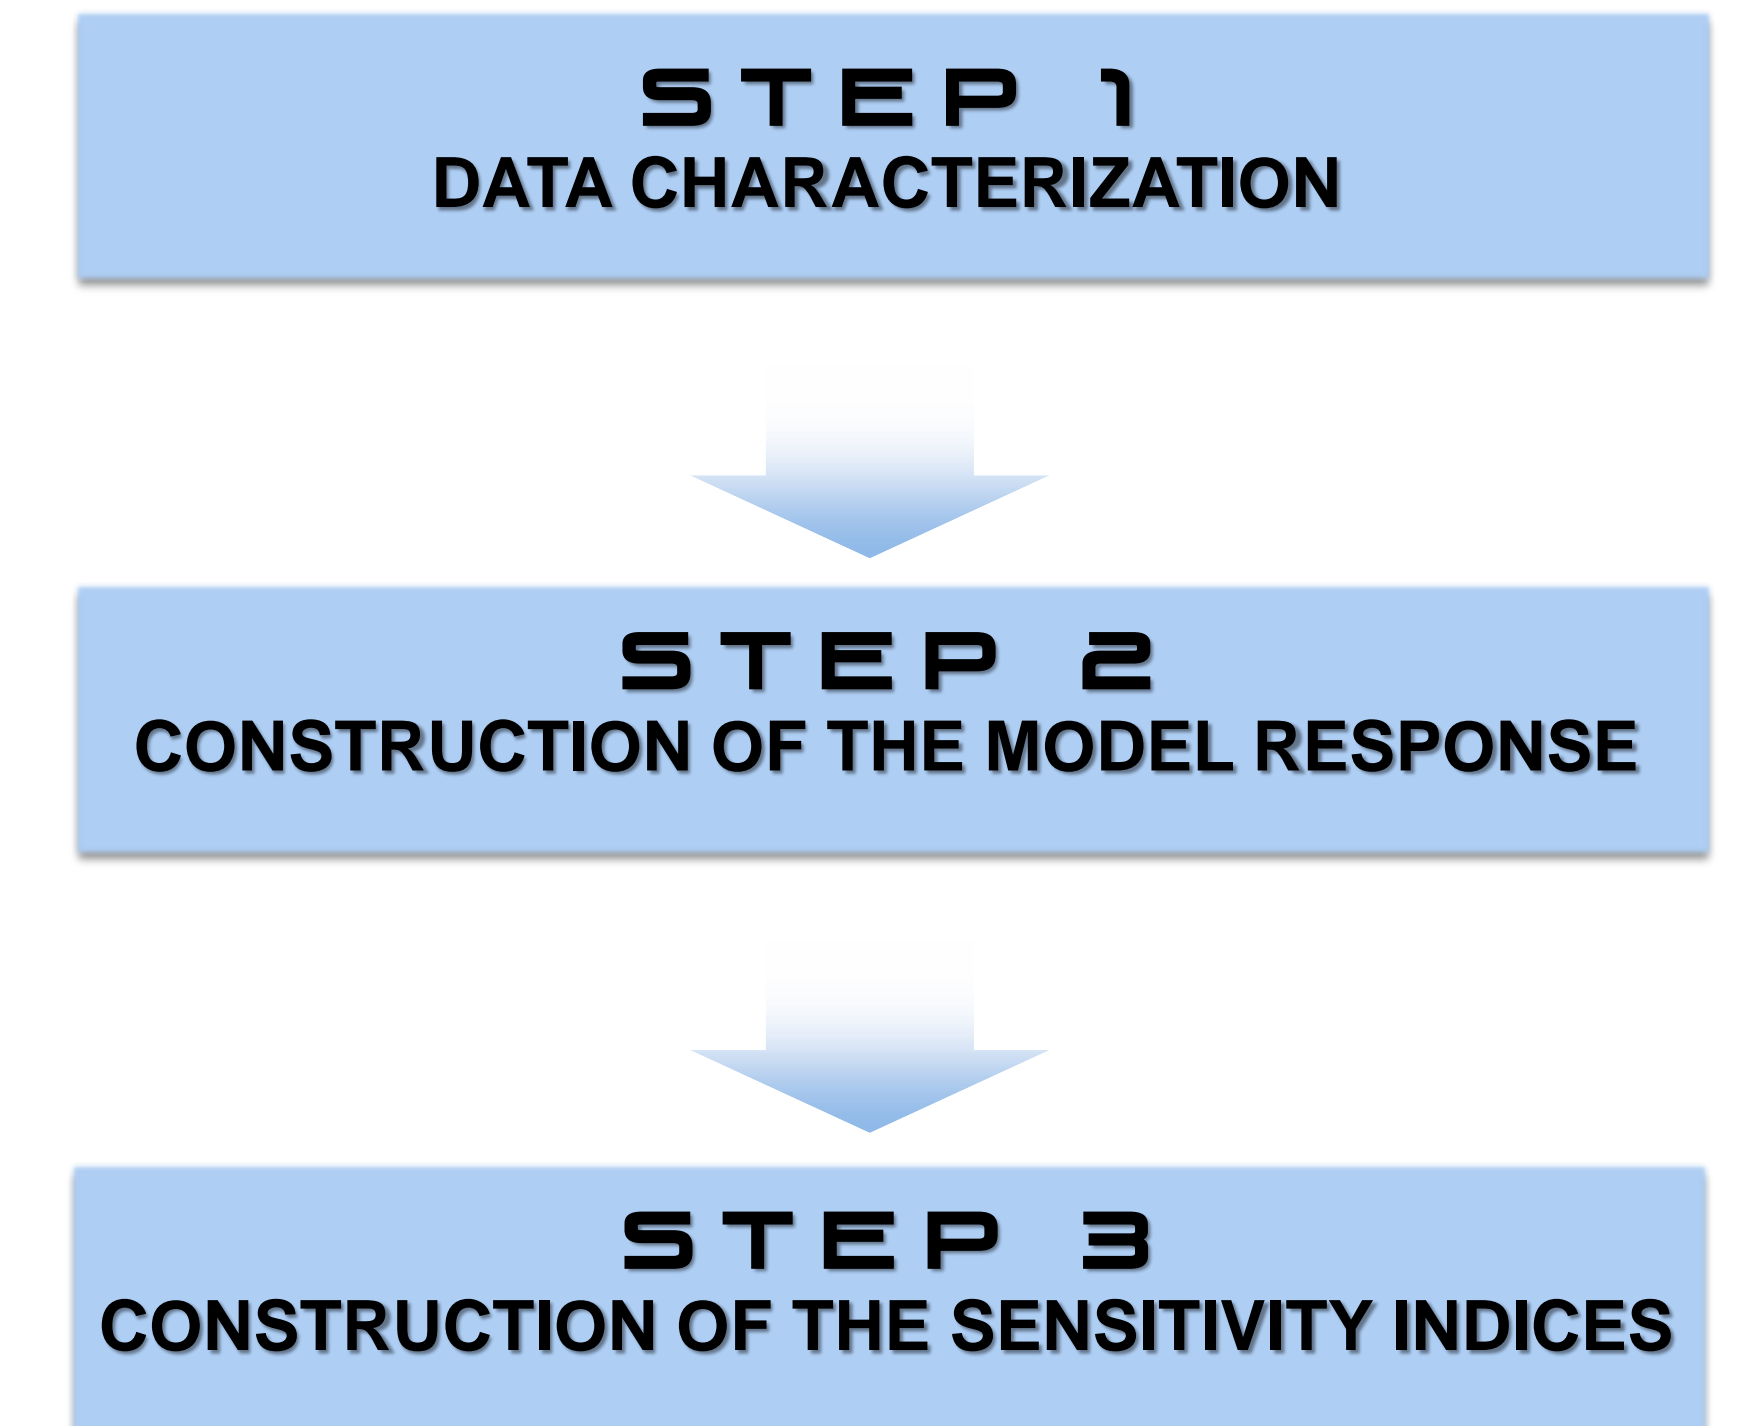 STEP 1
DATA CHARACTERIZATION
STEP 2
CONSTRUCTION OF THE MODEL RESPONSE
STEP 3
CONSTRUCTION OF THE SENSITIVITY INDICES